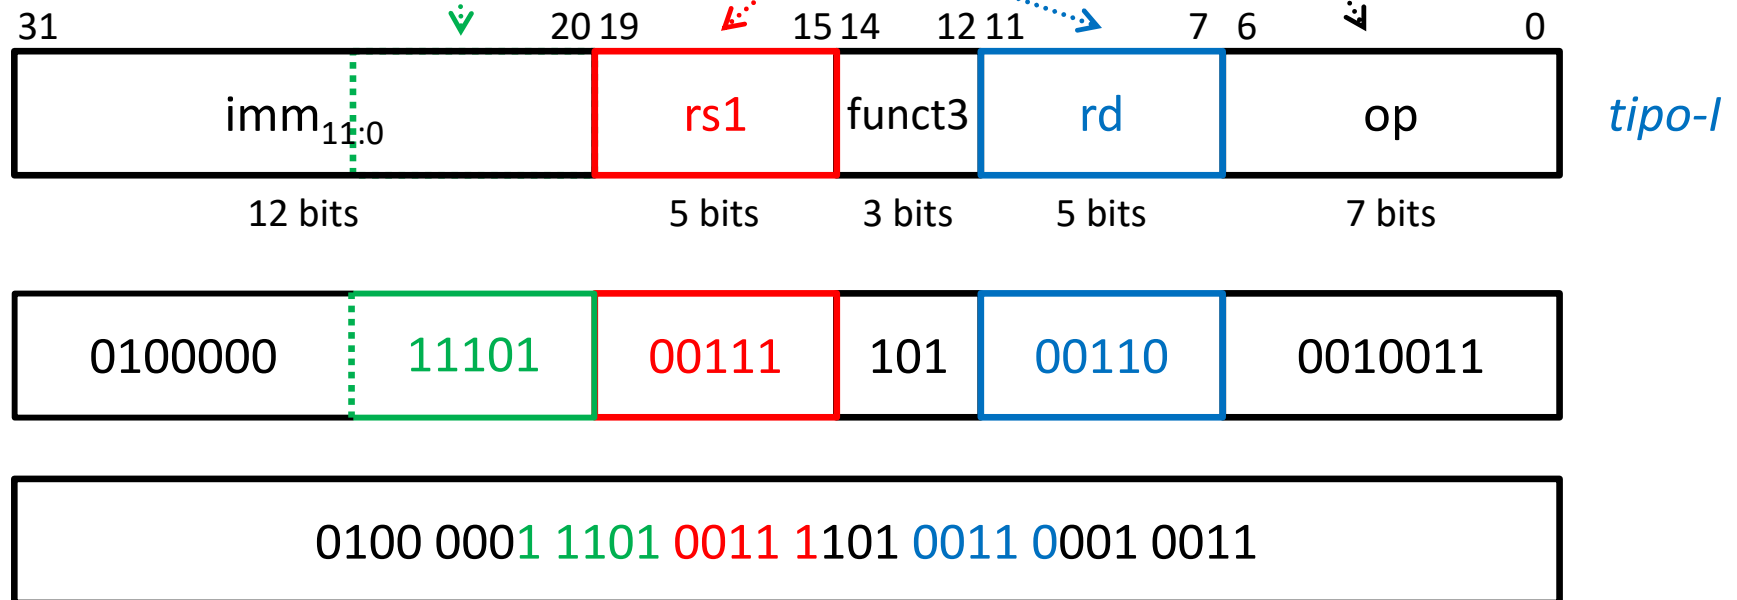 31 20 19 15 14 12 11 7 6 0
imm11:0 rs1 funct3 rd op tipo-I
12 bits 5 bits 3 bits 5 bits 7 bits
0100000 11101 00111 101 00110 0010011
0100 0001 1101 0011 1101 0011 0001 0011